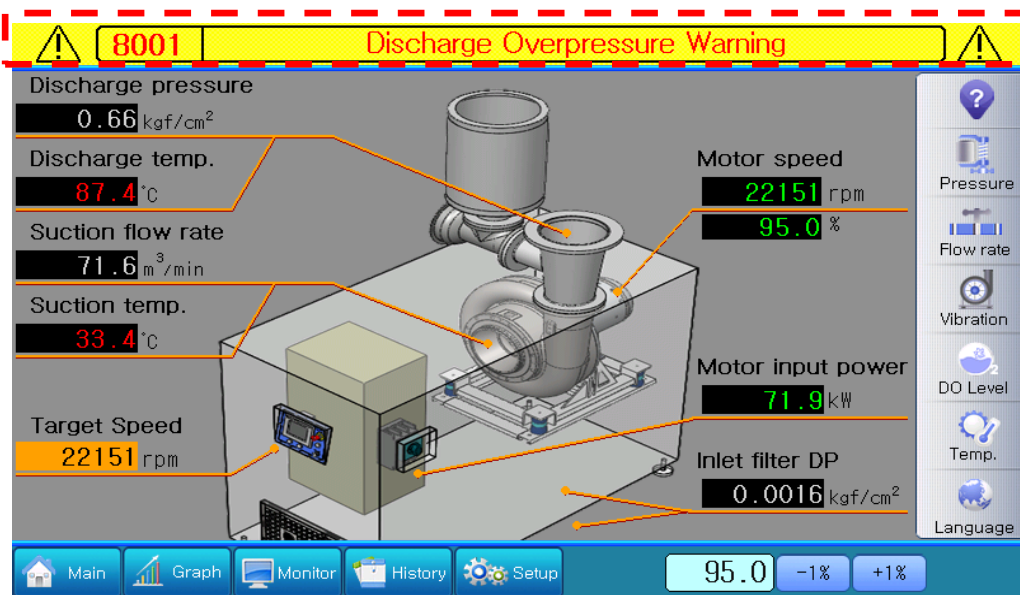 8001 Discharge Overpressure Warning
Discharge pressure
0.66 kgf/cm²
Discharge temp.
87.4 °C
Suction flow rate
71.6 m³/min
Suction temp.
33.4 °C
Target Speed
22151 rpm
Motor speed
22151 rpm
95.0 %
Motor input power
71.9 kW
Inlet filter DP
0.0016 kgf/cm²
?
Pressure
Flow rate
Vibration
O₂
DO Level
Temp.
Language
Main Graph Monitor History Setup 95.0 -1% +1%